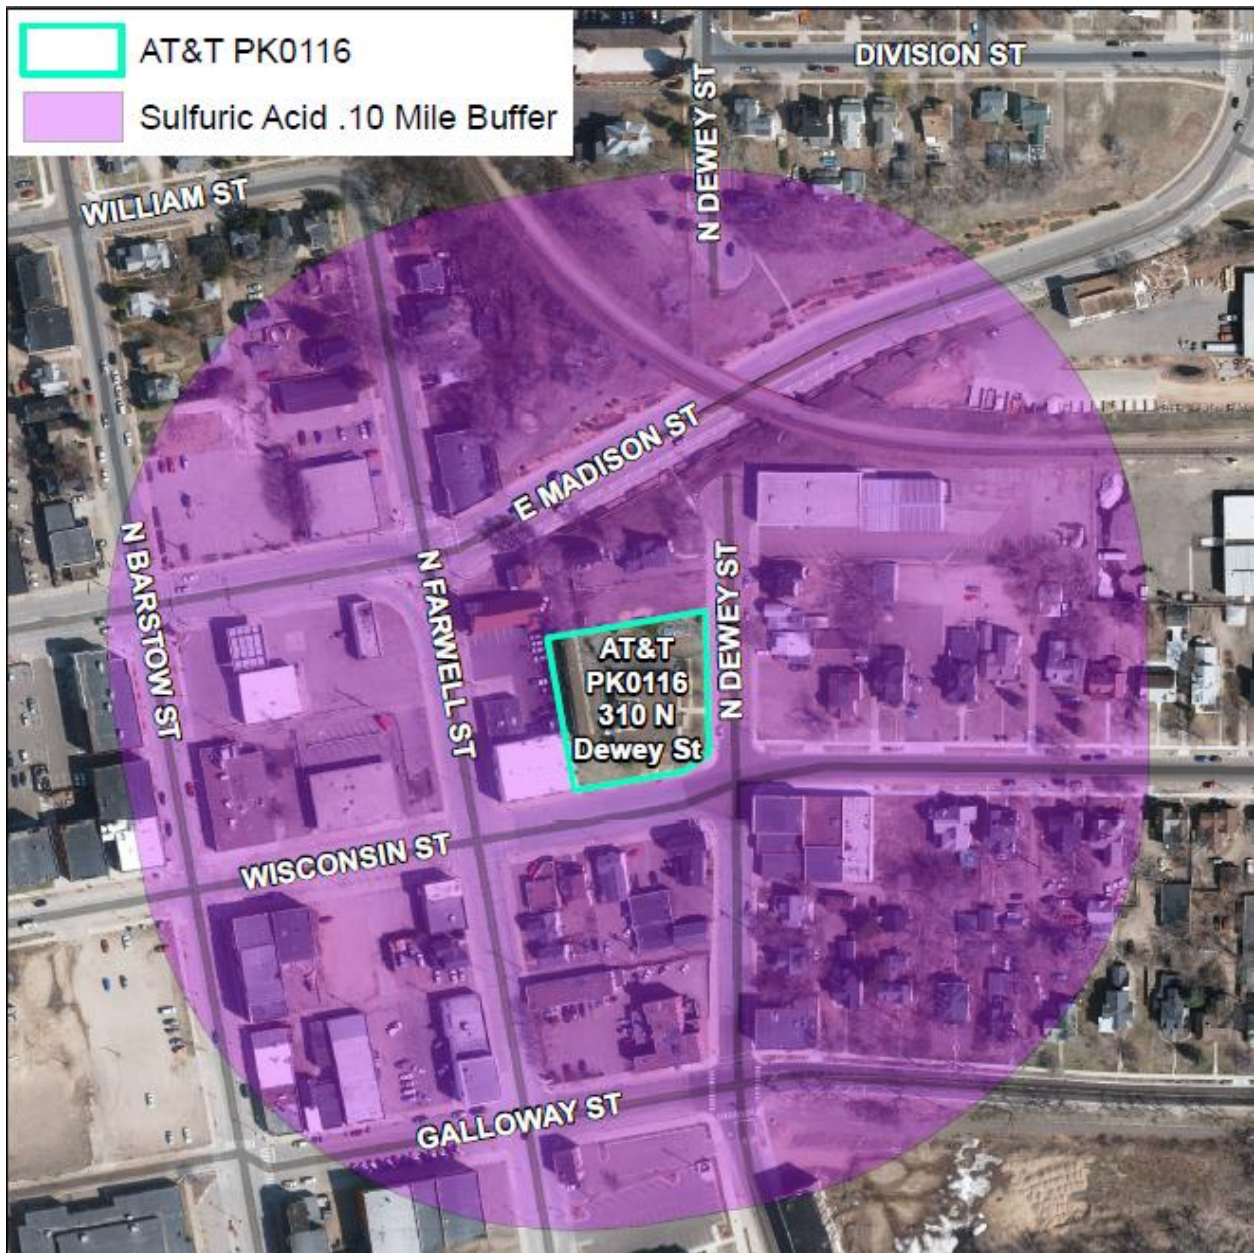 AT&T PK0116
Sulfuric Acid .10 Mile Buffer
DIVISION ST
N DEWEY ST
WILLIAM ST
E MADISON ST
N BARSTOW ST
N FARWELL ST
N DEWEY ST
AT&T
PK0116
310 N
Dewey St
WISCONSIN ST
GALLOWAY ST